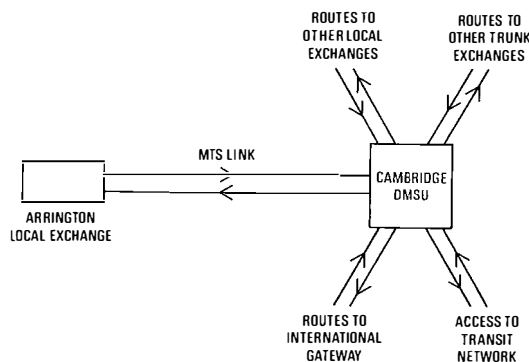 ROUTES TO
OTHER LOCAL
EXCHANGES
ROUTES TO
OTHER TRUNK
EXCHANGES
MTS LINK
CAMBRIDGE
DMSU
ARRINGTON
LOCAL EXCHANGE
ROUTES TO
INTERNATIONAL
GATEWAY
ACCESS TO
TRANSIT
NETWORK